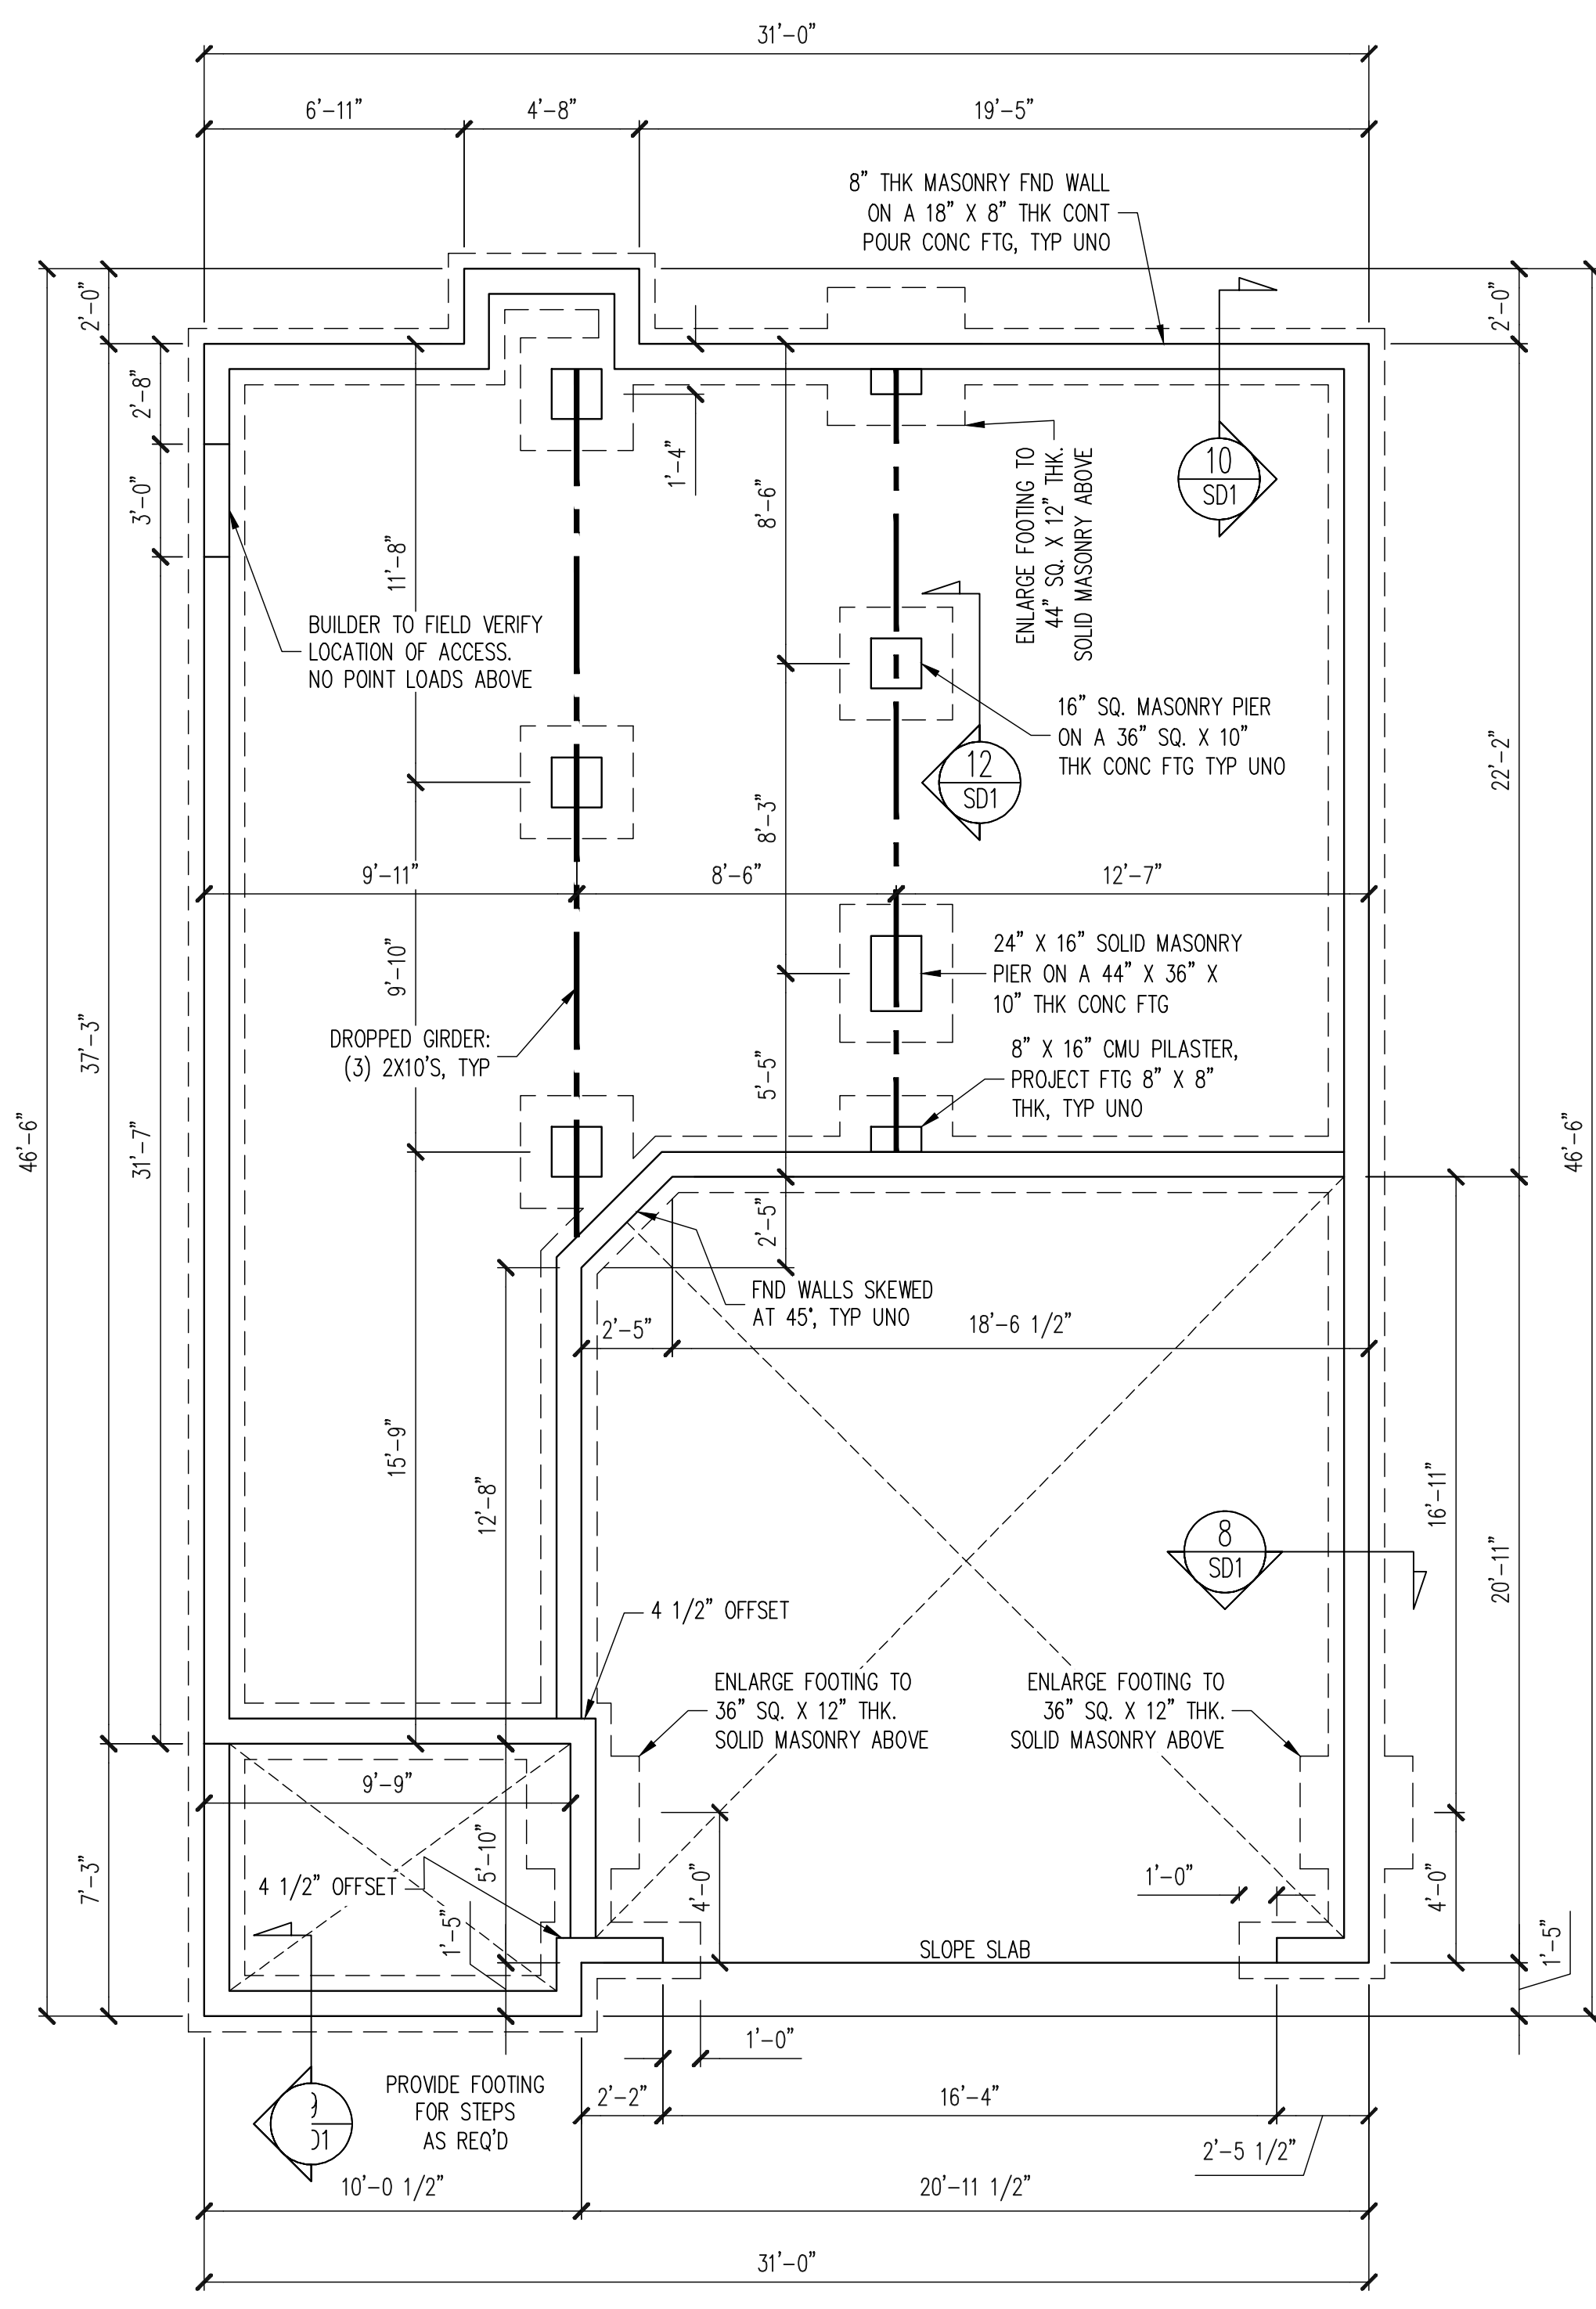 31'-0"
6'-11"
4'-8"
19'-5"
8" THK MASONRY FND WALL
ON A 18" X 8" THK CONT
POUR CONC FTG, TYP UNO
2'-0"
2'-0"
2'-8"
3'-0"
1'-4"
8'-6"
11'-8"
ENLARGE FOOTING TO
44" SQ. X 12" THK.
SOLID MASONRY ABOVE
10
SD1
BUILDER TO FIELD VERIFY
LOCATION OF ACCESS.
NO POINT LOADS ABOVE
16" SQ. MASONRY PIER
ON A 36" SQ. X 10"
THK CONC FTG TYP UNO
12
SD1
22'-2"
8'-3"
9'-11"
8'-6"
12'-7"
9'-10"
24" X 16" SOLID MASONRY
PIER ON A 44" X 36" X
10" THK CONC FTG
37'-3"
DROPPED GIRDER:
(3) 2X10'S, TYP
8" X 16" CMU PILASTER,
PROJECT FTG 8" X 8"
THK, TYP UNO
5'-5"
46'-6"
31'-7"
46'-6"
2'-5"
FND WALLS SKEWED
AT 45°, TYP UNO
2'-5"
18'-6 1/2"
15'-9"
12'-8"
16'-11"
20'-11"
8
SD1
4 1/2" OFFSET
ENLARGE FOOTING TO
36" SQ. X 12" THK.
SOLID MASONRY ABOVE
ENLARGE FOOTING TO
36" SQ. X 12" THK.
SOLID MASONRY ABOVE
9'-9"
7'-3"
5'-10"
4 1/2" OFFSET
4'-0"
1'-0"
4'-0"
1'-5"
SLOPE SLAB
1'-5"
1'-0"
PROVIDE FOOTING
FOR STEPS
AS REQ'D
2'-2"
16'-4"
2'-5 1/2"
10'-0 1/2"
20'-11 1/2"
31'-0"